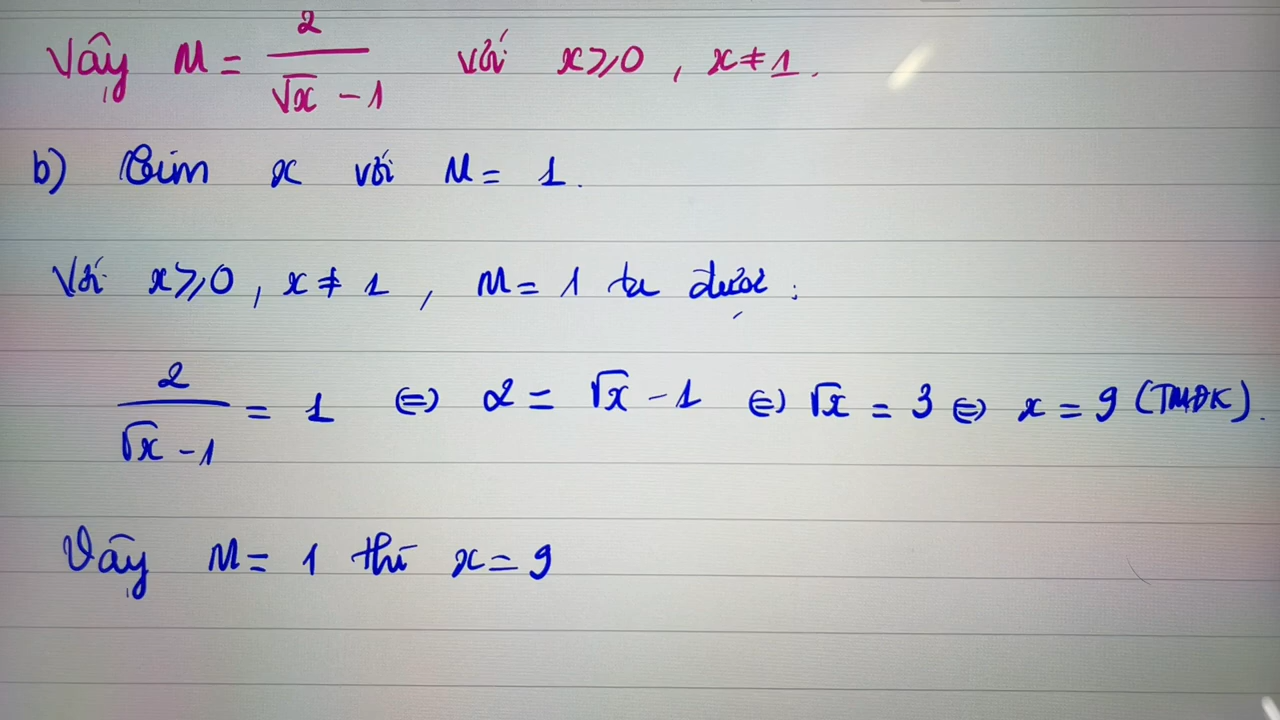 Vậy M = 2/(√x - 1) với x ⩾ 0, x ≠ 1.
b) Tìm x với M = 1.
Với x ⩾ 0, x ≠ 1, M = 1 ta được:
2/(√x - 1) = 1 ⇔ 2 = √x - 1 ⇔ √x = 3 ⇔ x = 9 (TMĐK).
Vậy M = 1 thì x = 9